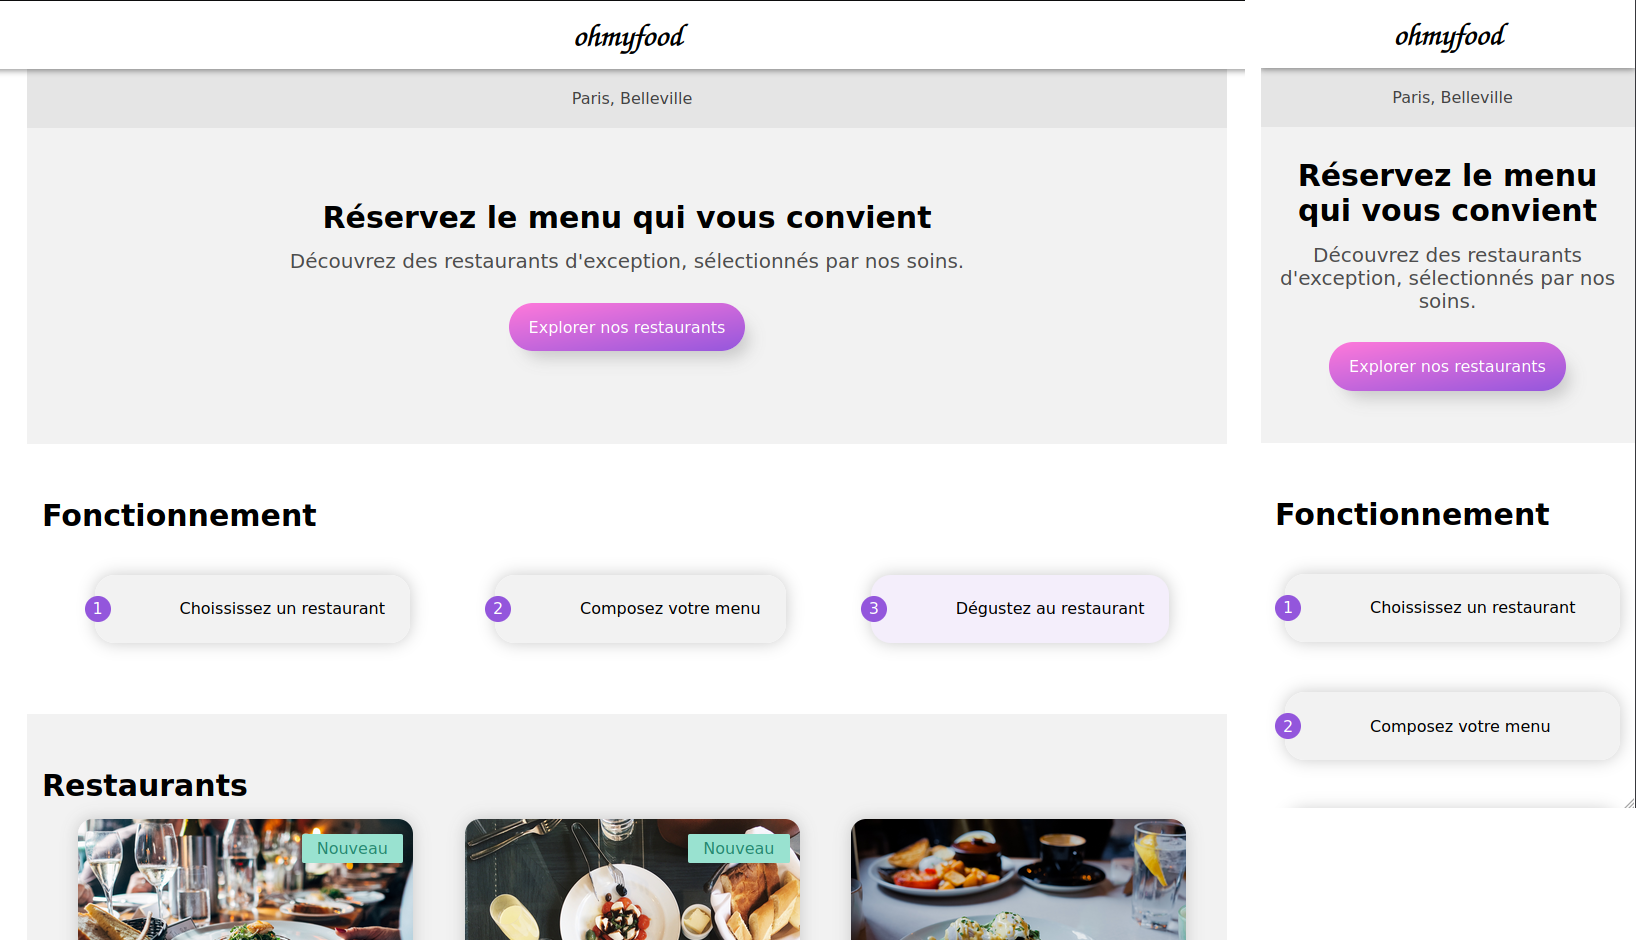 ohmyfood
Paris, Belleville
Réservez le menu qui vous convient
Découvrez des restaurants d'exception, sélectionnés par nos soins.
Explorer nos restaurants
Fonctionnement
1 Choississez un restaurant
2 Composez votre menu
3 Dégustez au restaurant
Restaurants
Nouveau
Nouveau
ohmyfood
Paris, Belleville
Réservez le menu
qui vous convient
Découvrez des restaurants
d'exception, sélectionnés par nos
soins.
Explorer nos restaurants
Fonctionnement
1 Choississez un restaurant
2 Composez votre menu